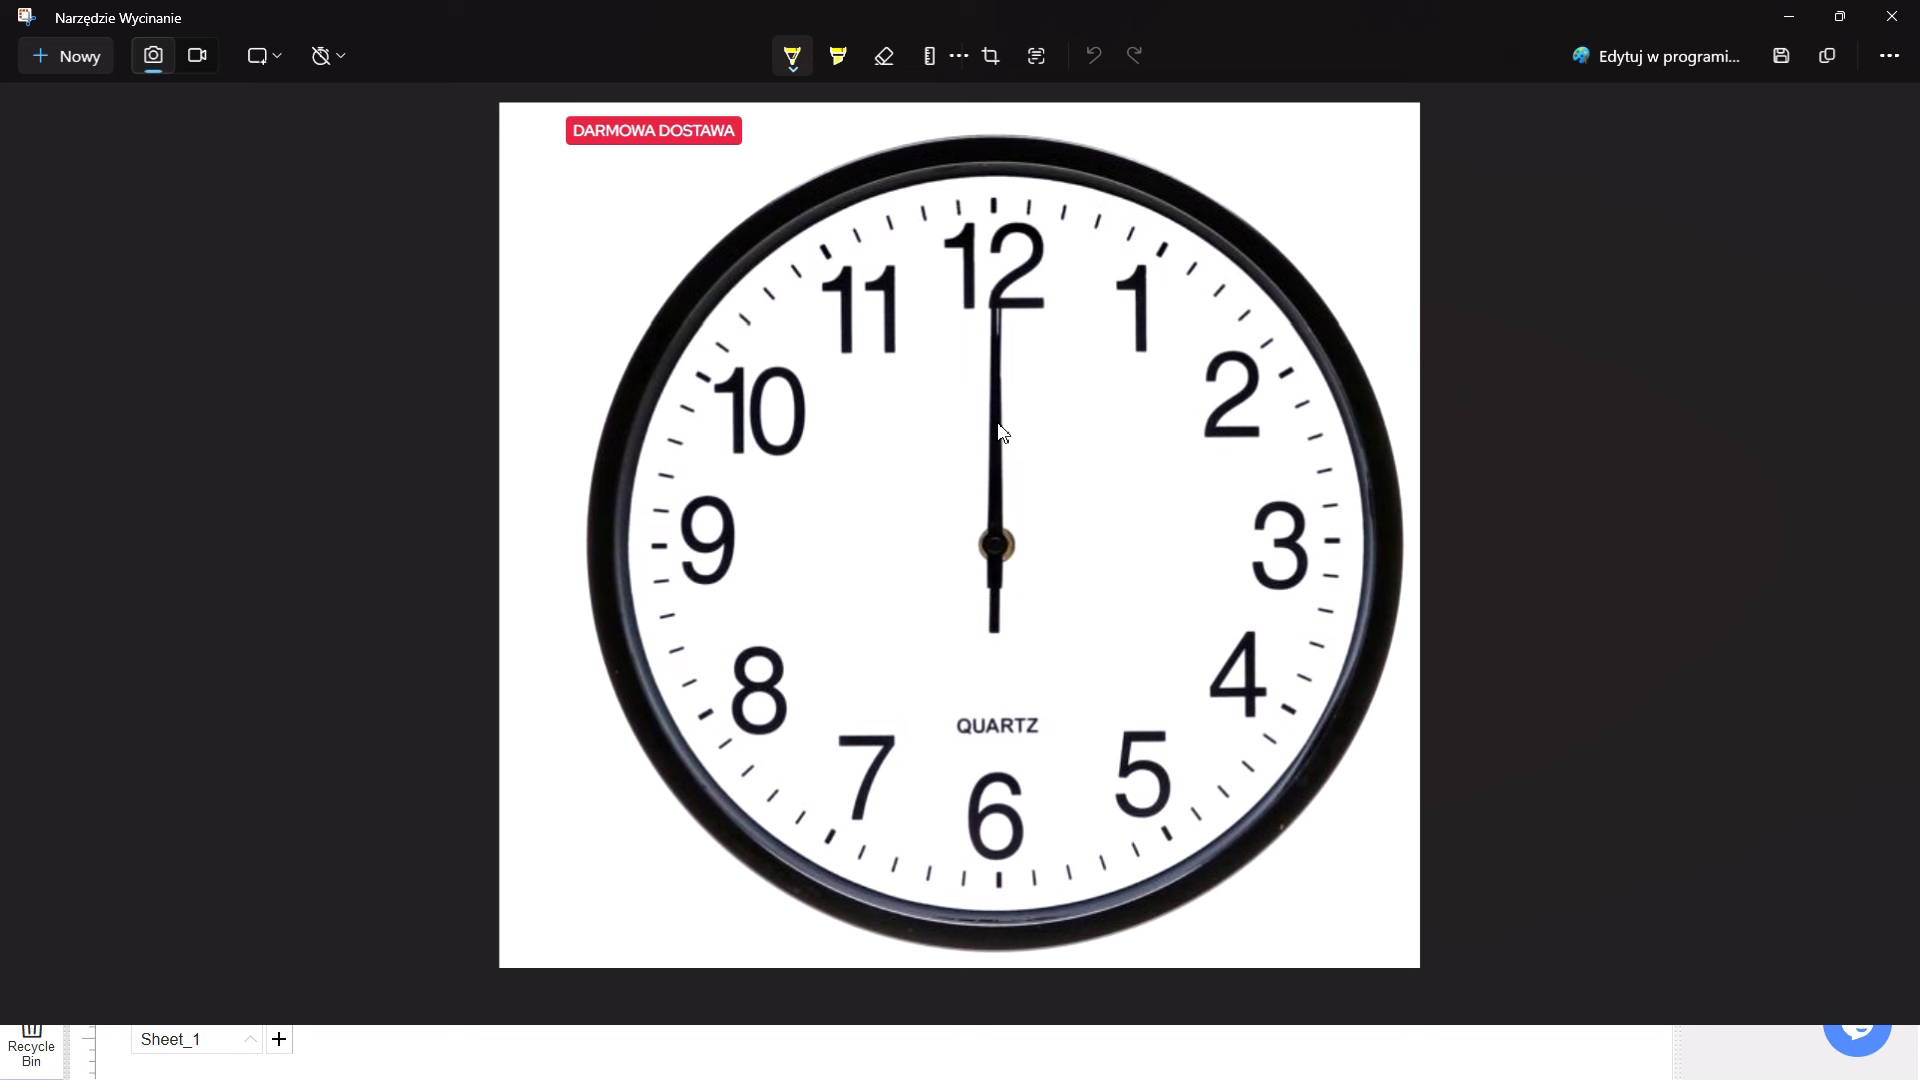 Narzędzie Wycinanie
Nowy
Edytuj w programi...
DARMOWA DOSTAWA
12
11
1
10
2
9
3
8
4
QUARTZ
7
5
6
Recycle
Bin
Sheet_1